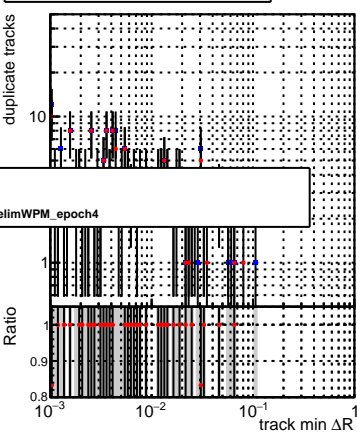 duplicate tracks
10
elimWPM_epoch4
1
Ratio
1
0.9
0.8
10⁻³ 10⁻² 10⁻¹ 1
track min ΔR